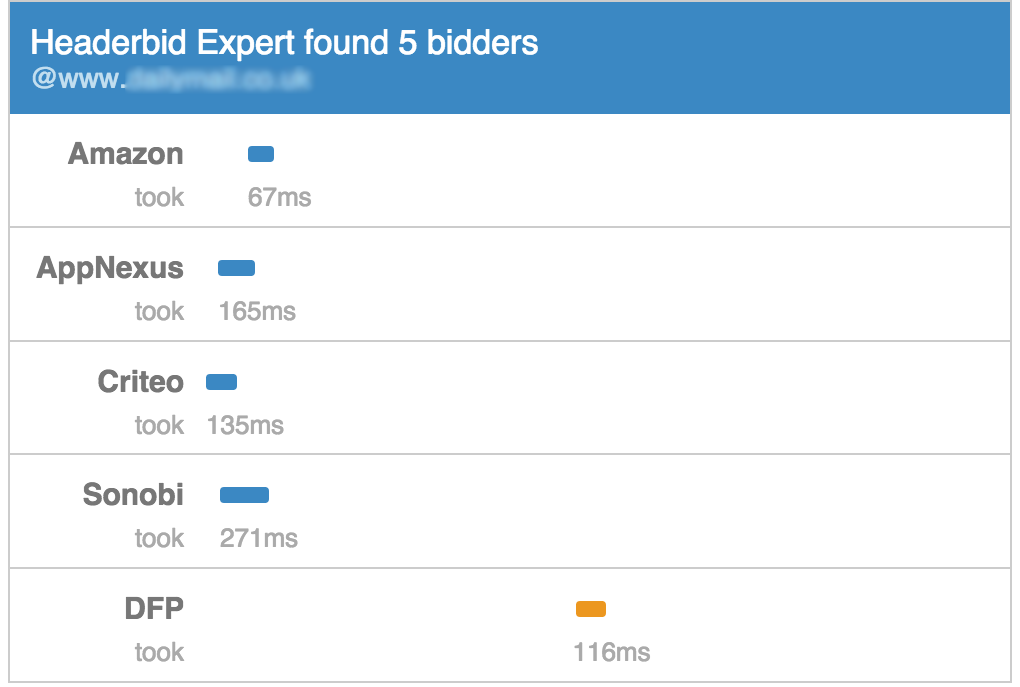 Headerbid Expert found 5 bidders
@www.
Amazon
took 67ms
AppNexus
took 165ms
Criteo
took 135ms
Sonobi
took 271ms
DFP
took 116ms